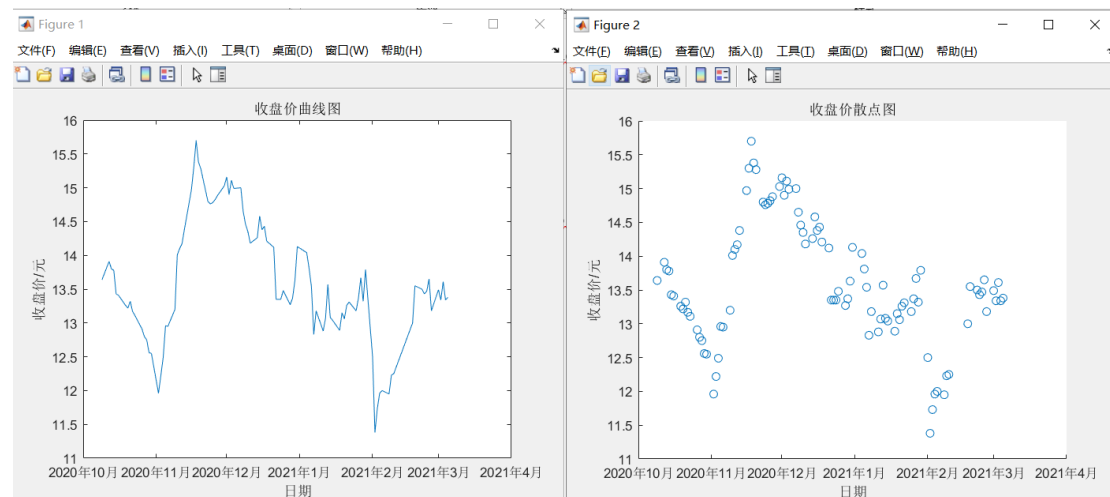 Figure 1
文件(F) 编辑(E) 查看(V) 插入(I) 工具(T) 桌面(D) 窗口(W) 帮助(H)
收盘价曲线图
16
15.5
15
14.5
14
13.5
13
12.5
12
11.5
11
收盘价/元
2020年10月 2020年11月 2020年12月 2021年1月 2021年2月 2021年3月 2021年4月
日期
Figure 2
文件(F) 编辑(E) 查看(V) 插入(I) 工具(T) 桌面(D) 窗口(W) 帮助(H)
收盘价散点图
16
15.5
15
14.5
14
13.5
13
12.5
12
11.5
11
收盘价/元
2020年10月 2020年11月 2020年12月 2021年1月 2021年2月 2021年3月 2021年4月
日期